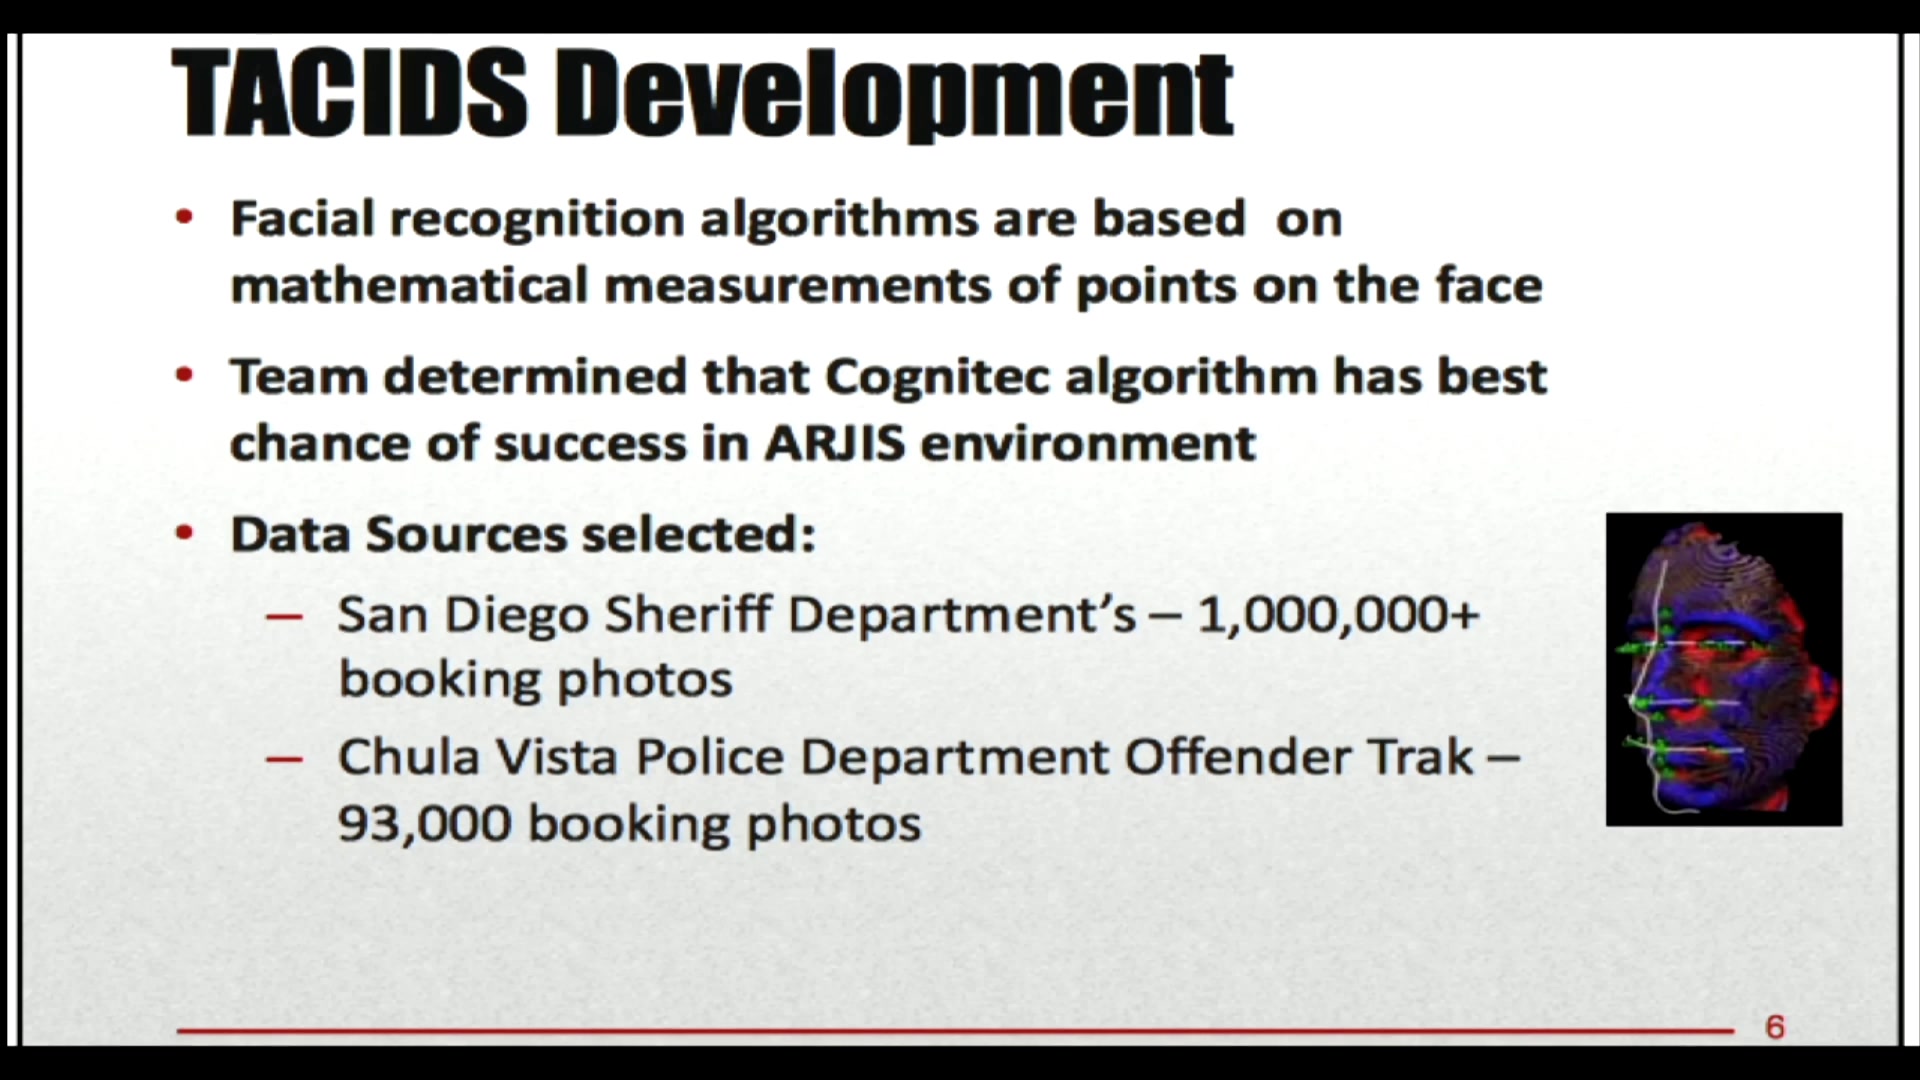 TACIDS Development
• Facial recognition algorithms are based  on
mathematical measurements of points on the face
• Team determined that Cognitec algorithm has best
chance of success in ARJIS environment
• Data Sources selected:
– San Diego Sheriff Department’s – 1,000,000+
booking photos
– Chula Vista Police Department Offender Trak –
93,000 booking photos
6